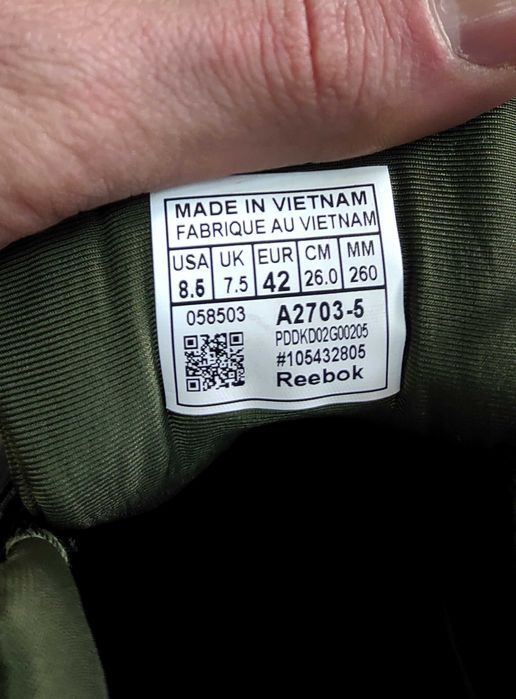 MADE IN VIETNAM
FABRIQUE AU VIETNAM
USA UK EUR CM MM
8.5 7.5 42 26.0 260
058503 A2703-5
PDDKD02G00205
#105432805
Reebok